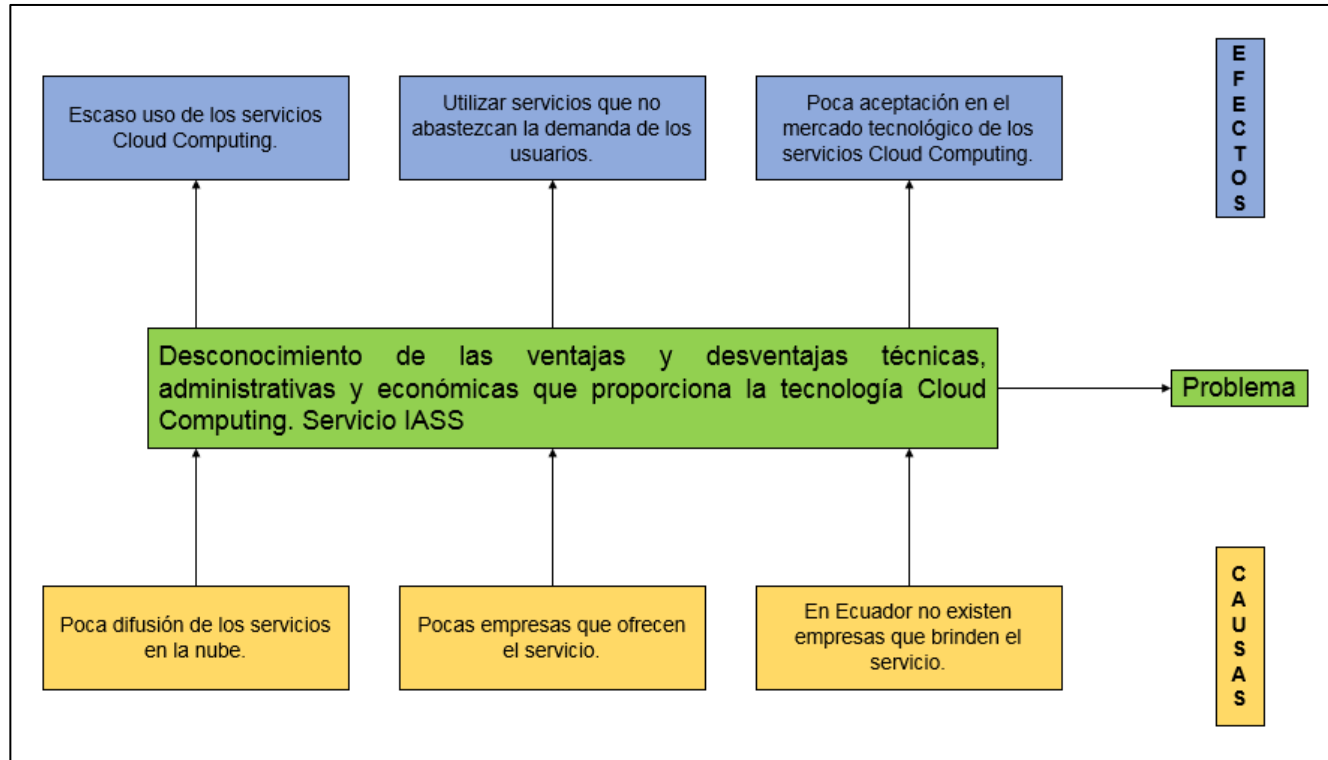 Escaso uso de los servicios
Cloud Computing.
Utilizar servicios que no
abastezcan la demanda de los
usuarios.
Poca aceptación en el
mercado tecnológico de los
servicios Cloud Computing.
E
F
E
C
T
O
S
Desconocimiento de las ventajas y desventajas técnicas,
administrativas y económicas que proporciona la tecnología Cloud
Computing. Servicio IASS
Problema
Poca difusión de los servicios
en la nube.
Pocas empresas que ofrecen
el servicio.
En Ecuador no existen
empresas que brinden el
servicio.
C
A
U
S
A
S